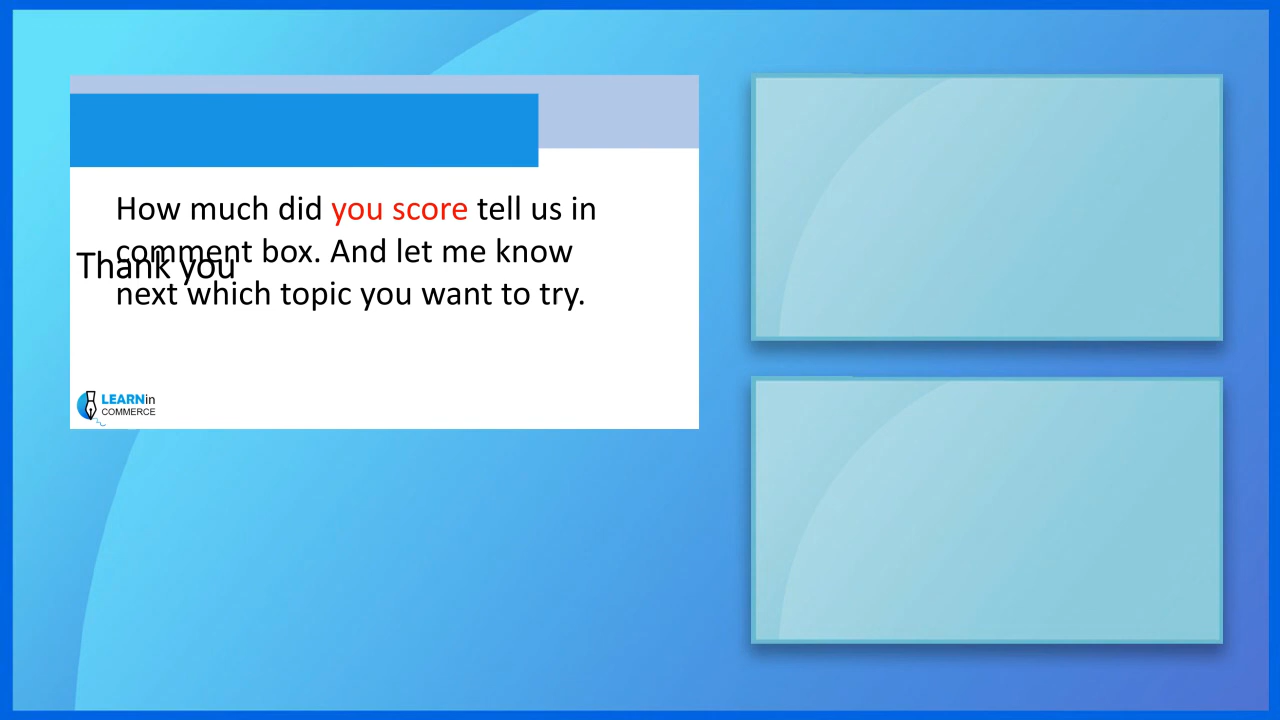 How much did you score tell us in
comment box. And let me know
Thank you
next which topic you want to try.
LEARNin
COMMERCE